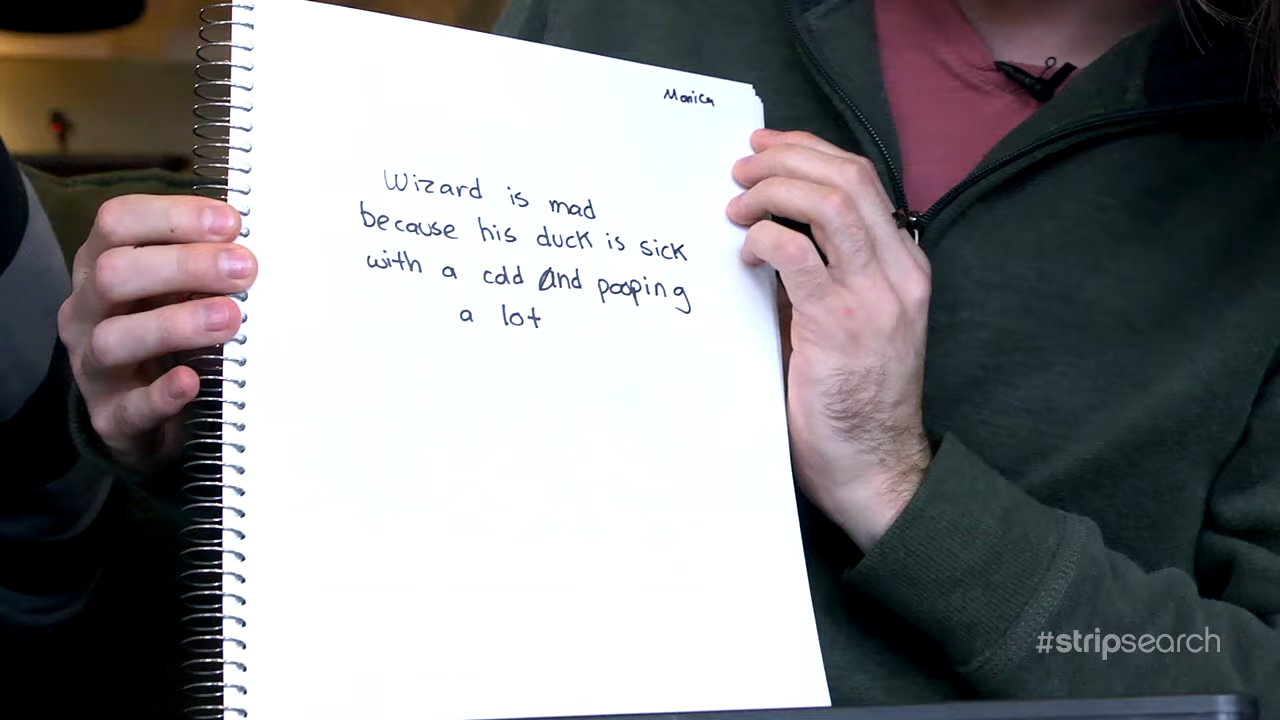 Monica
Wizard is mad
because his duck is sick
with a cold and pooping
a lot
#stripsearch